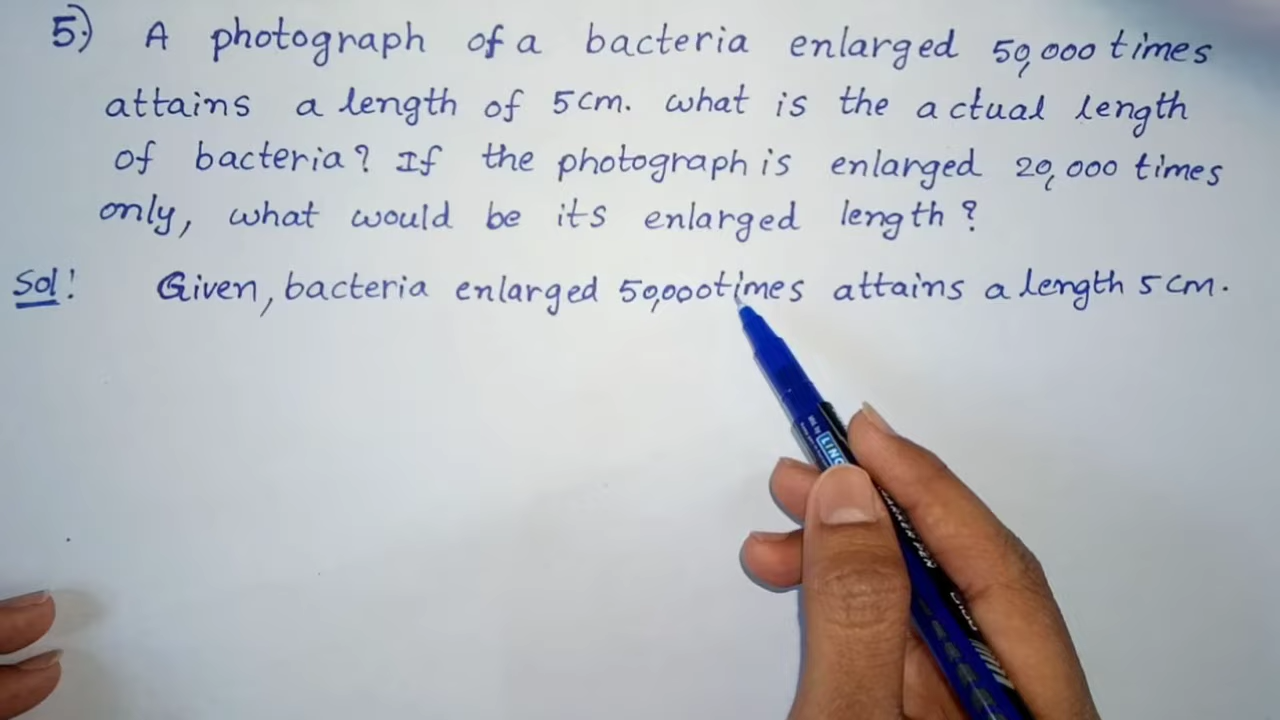 5.) A photograph of a bacteria enlarged 50,000 times
attains a length of 5cm. what is the actual length
of bacteria? If the photograph is enlarged 20,000 times
only, what would be its enlarged length?
Sol! Given, bacteria enlarged 50,000 times attains a length 5cm.